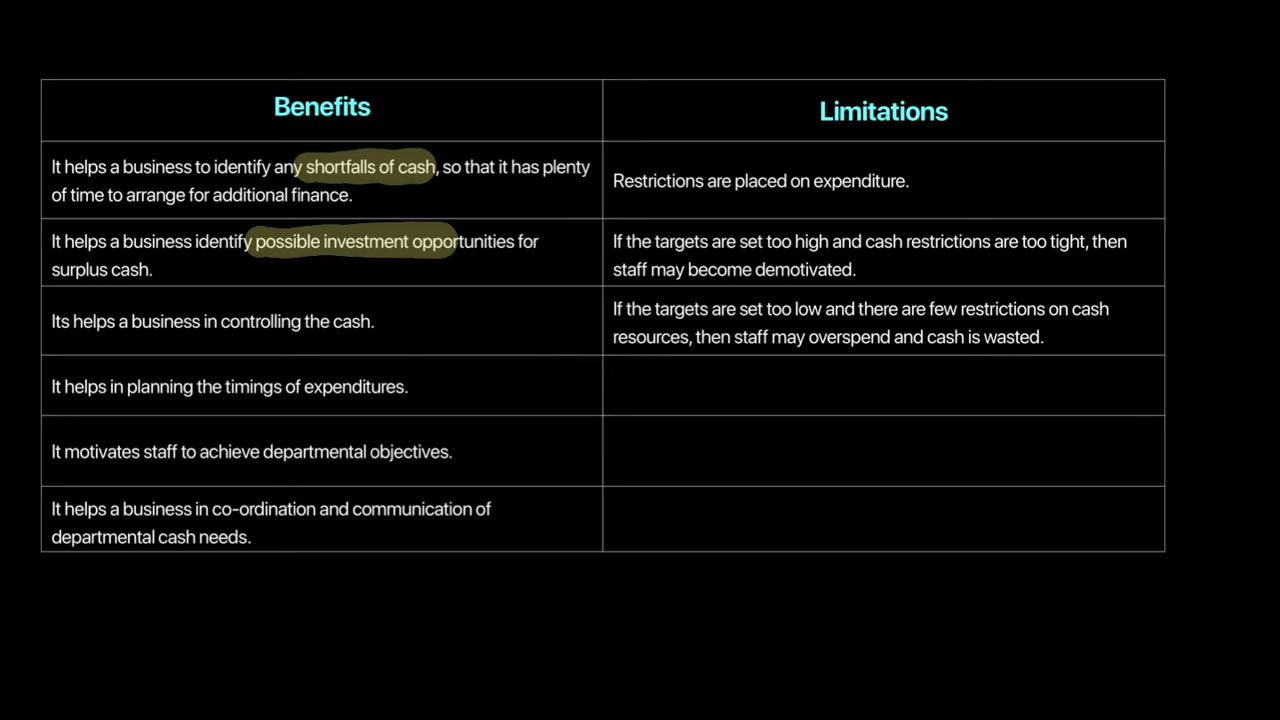 Benefits
Limitations
It helps a business to identify any shortfalls of cash, so that it has plenty
of time to arrange for additional finance.
Restrictions are placed on expenditure.
It helps a business identify possible investment opportunities for
surplus cash.
If the targets are set too high and cash restrictions are too tight, then
staff may become demotivated.
Its helps a business in controlling the cash.
If the targets are set too low and there are few restrictions on cash
resources, then staff may overspend and cash is wasted.
It helps in planning the timings of expenditures.
It motivates staff to achieve departmental objectives.
It helps a business in co-ordination and communication of
departmental cash needs.